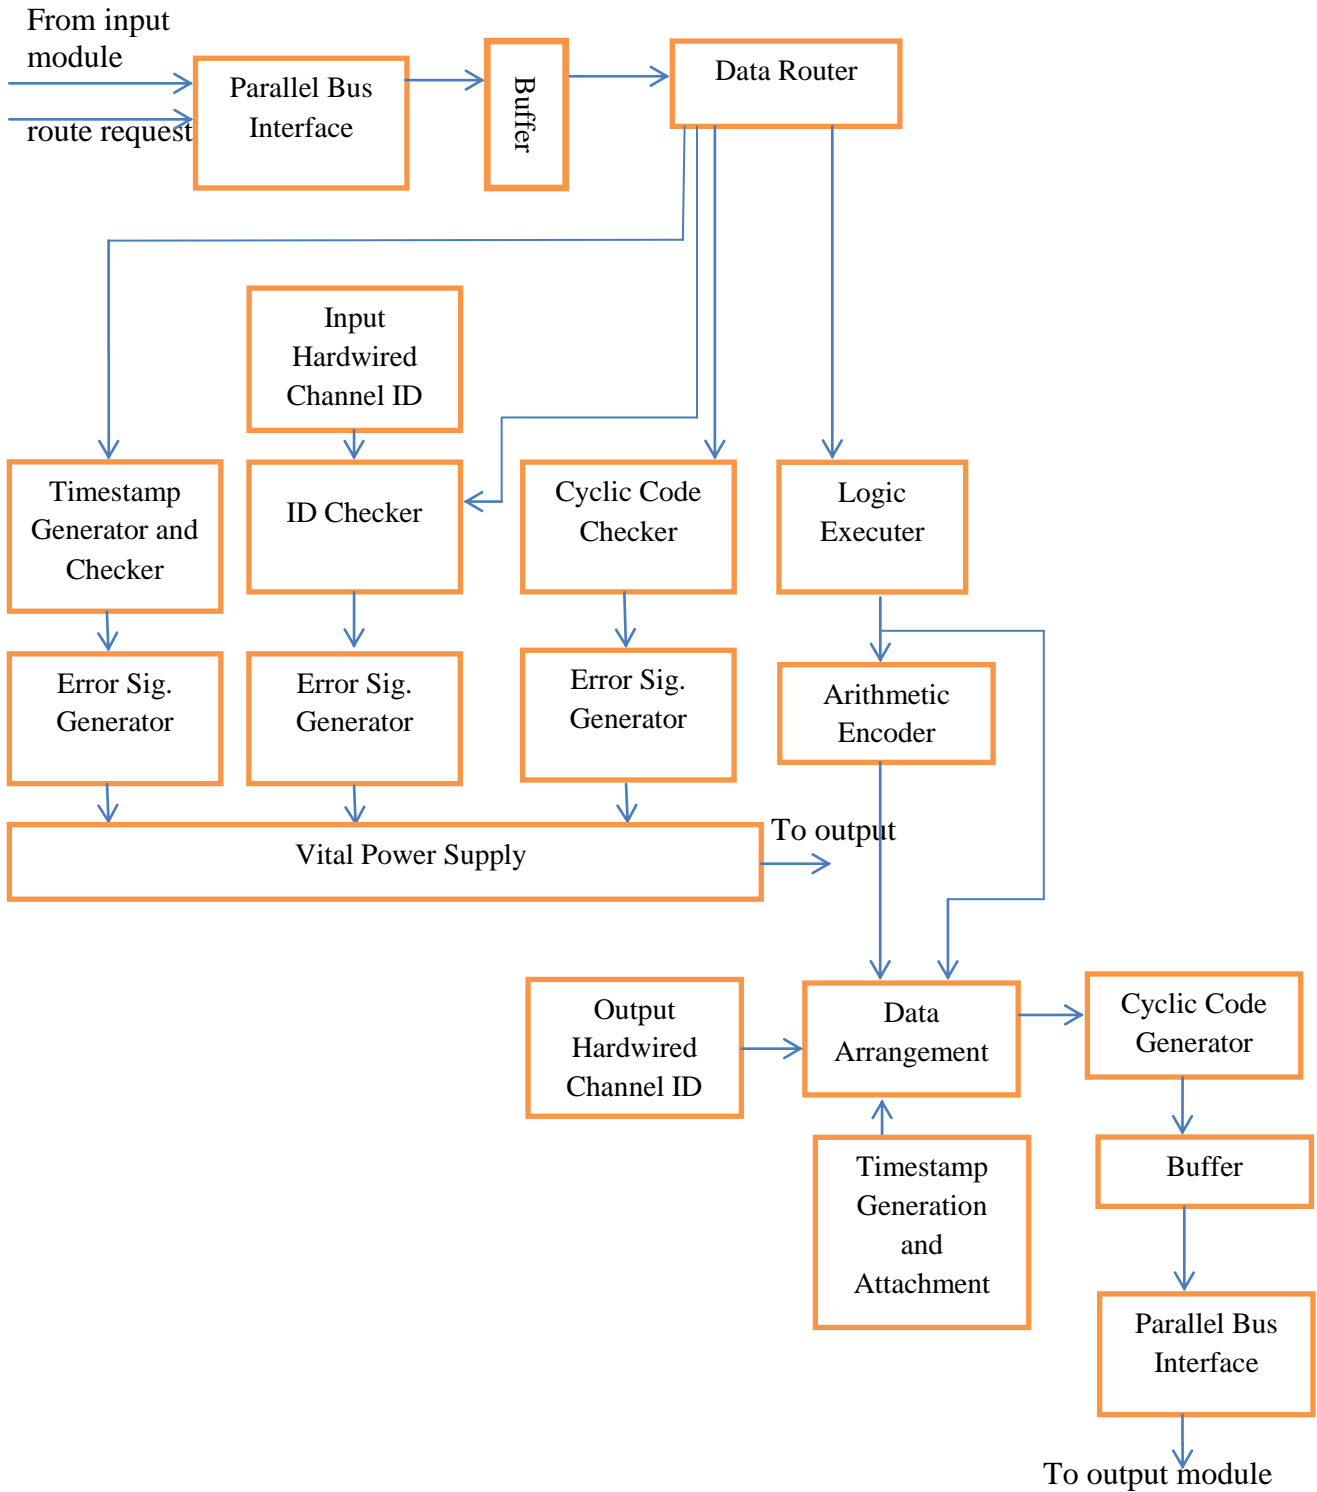 From input
module
route request
Parallel Bus
Interface
Buffer
Data Router
Input
Hardwired
Channel ID
Timestamp
Generator and
Checker
ID Checker
Cyclic Code
Checker
Logic
Executer
Error Sig.
Generator
Error Sig.
Generator
Error Sig.
Generator
Arithmetic
Encoder
Vital Power Supply
To output
Output
Hardwired
Channel ID
Data
Arrangement
Cyclic Code
Generator
Timestamp
Generation
and
Attachment
Buffer
Parallel Bus
Interface
To output module